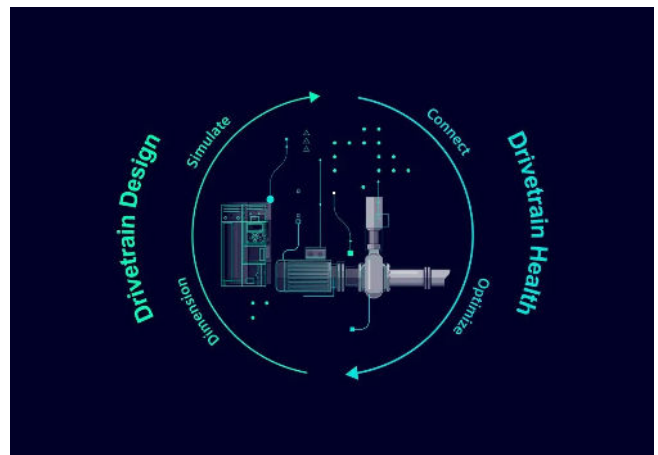 Drivetrain Design
Simulate
Dimension
Connect
Optimize
Drivetrain Health